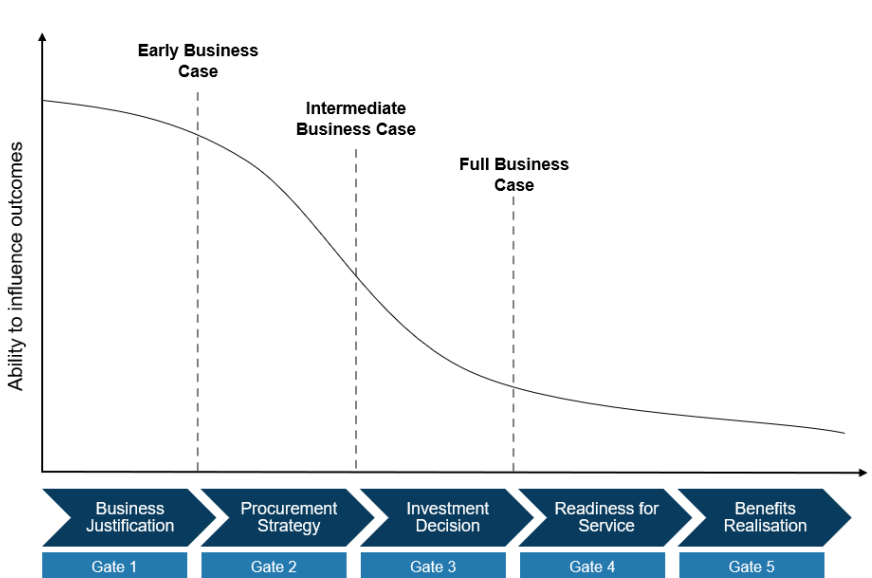 Early Business
Case
Intermediate
Business Case
Full Business
Case
Ability to influence outcomes
Business
Justification
Procurement
Strategy
Investment
Decision
Readiness for
Service
Benefits
Realisation
Gate 1
Gate 2
Gate 3
Gate 4
Gate 5